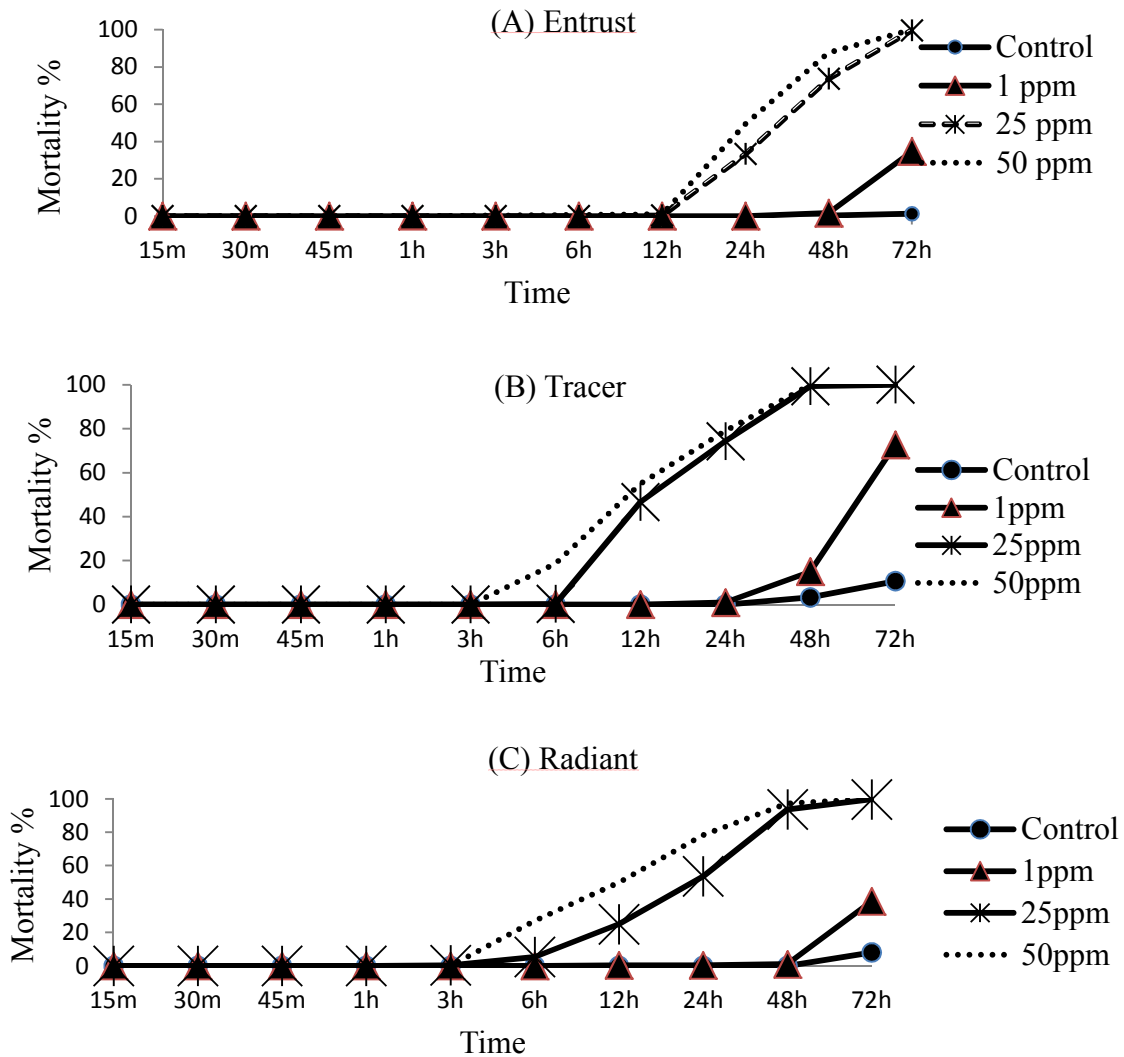 (A) Entrust
Mortality %
100
80
60
40
20
0
15m 30m 45m 1h 3h 6h 12h 24h 48h 72h
Time
Control
1 ppm
25 ppm
50 ppm
(B) Tracer
Mortality %
100
80
60
40
20
0
15m 30m 45m 1h 3h 6h 12h 24h 48h 72h
Time
Control
1ppm
25ppm
50ppm
(C) Radiant
Mortality %
100
80
60
40
20
0
15m 30m 45m 1h 3h 6h 12h 24h 48h 72h
Time
Control
1ppm
25ppm
50ppm